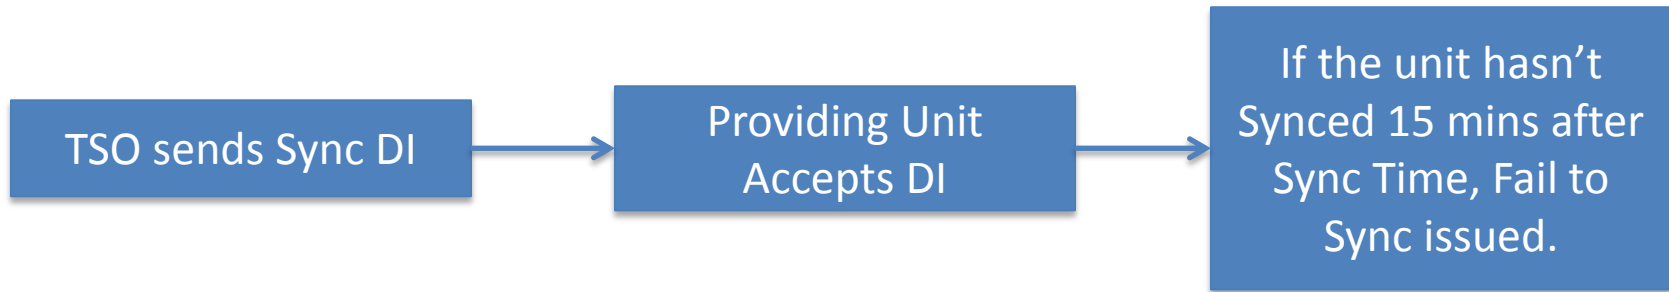 TSO sends Sync DI
Providing Unit
Accepts DI
If the unit hasn’t
Synced 15 mins after
Sync Time, Fail to
Sync issued.